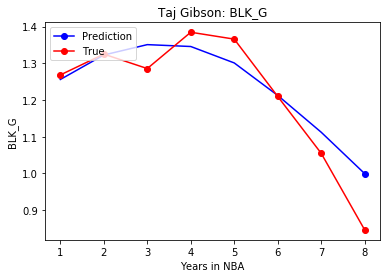 Taj Gibson: BLK_G
Prediction
True
BLK_G
1.4
1.3
1.2
1.1
1.0
0.9
1 2 3 4 5 6 7 8
Years in NBA